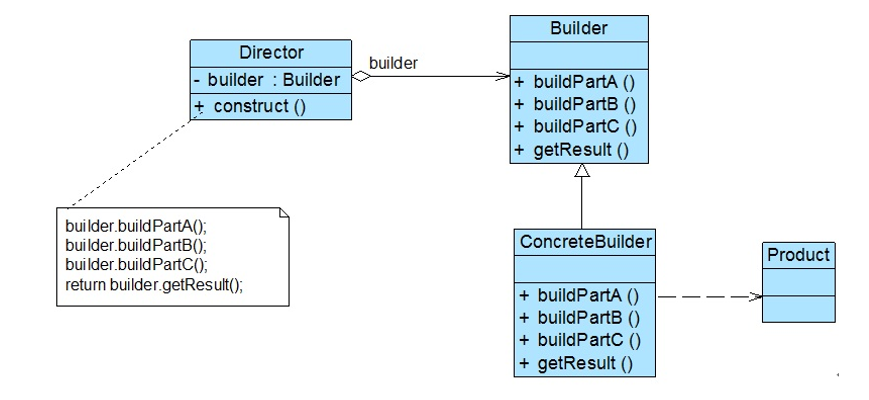 Director
- builder : Builder
+ construct ()
builder
Builder
+ buildPartA ()
+ buildPartB ()
+ buildPartC ()
+ getResult ()
builder.buildPartA();
builder.buildPartB();
builder.buildPartC();
return builder.getResult();
ConcreteBuilder
+ buildPartA ()
+ buildPartB ()
+ buildPartC ()
+ getResult ()
Product